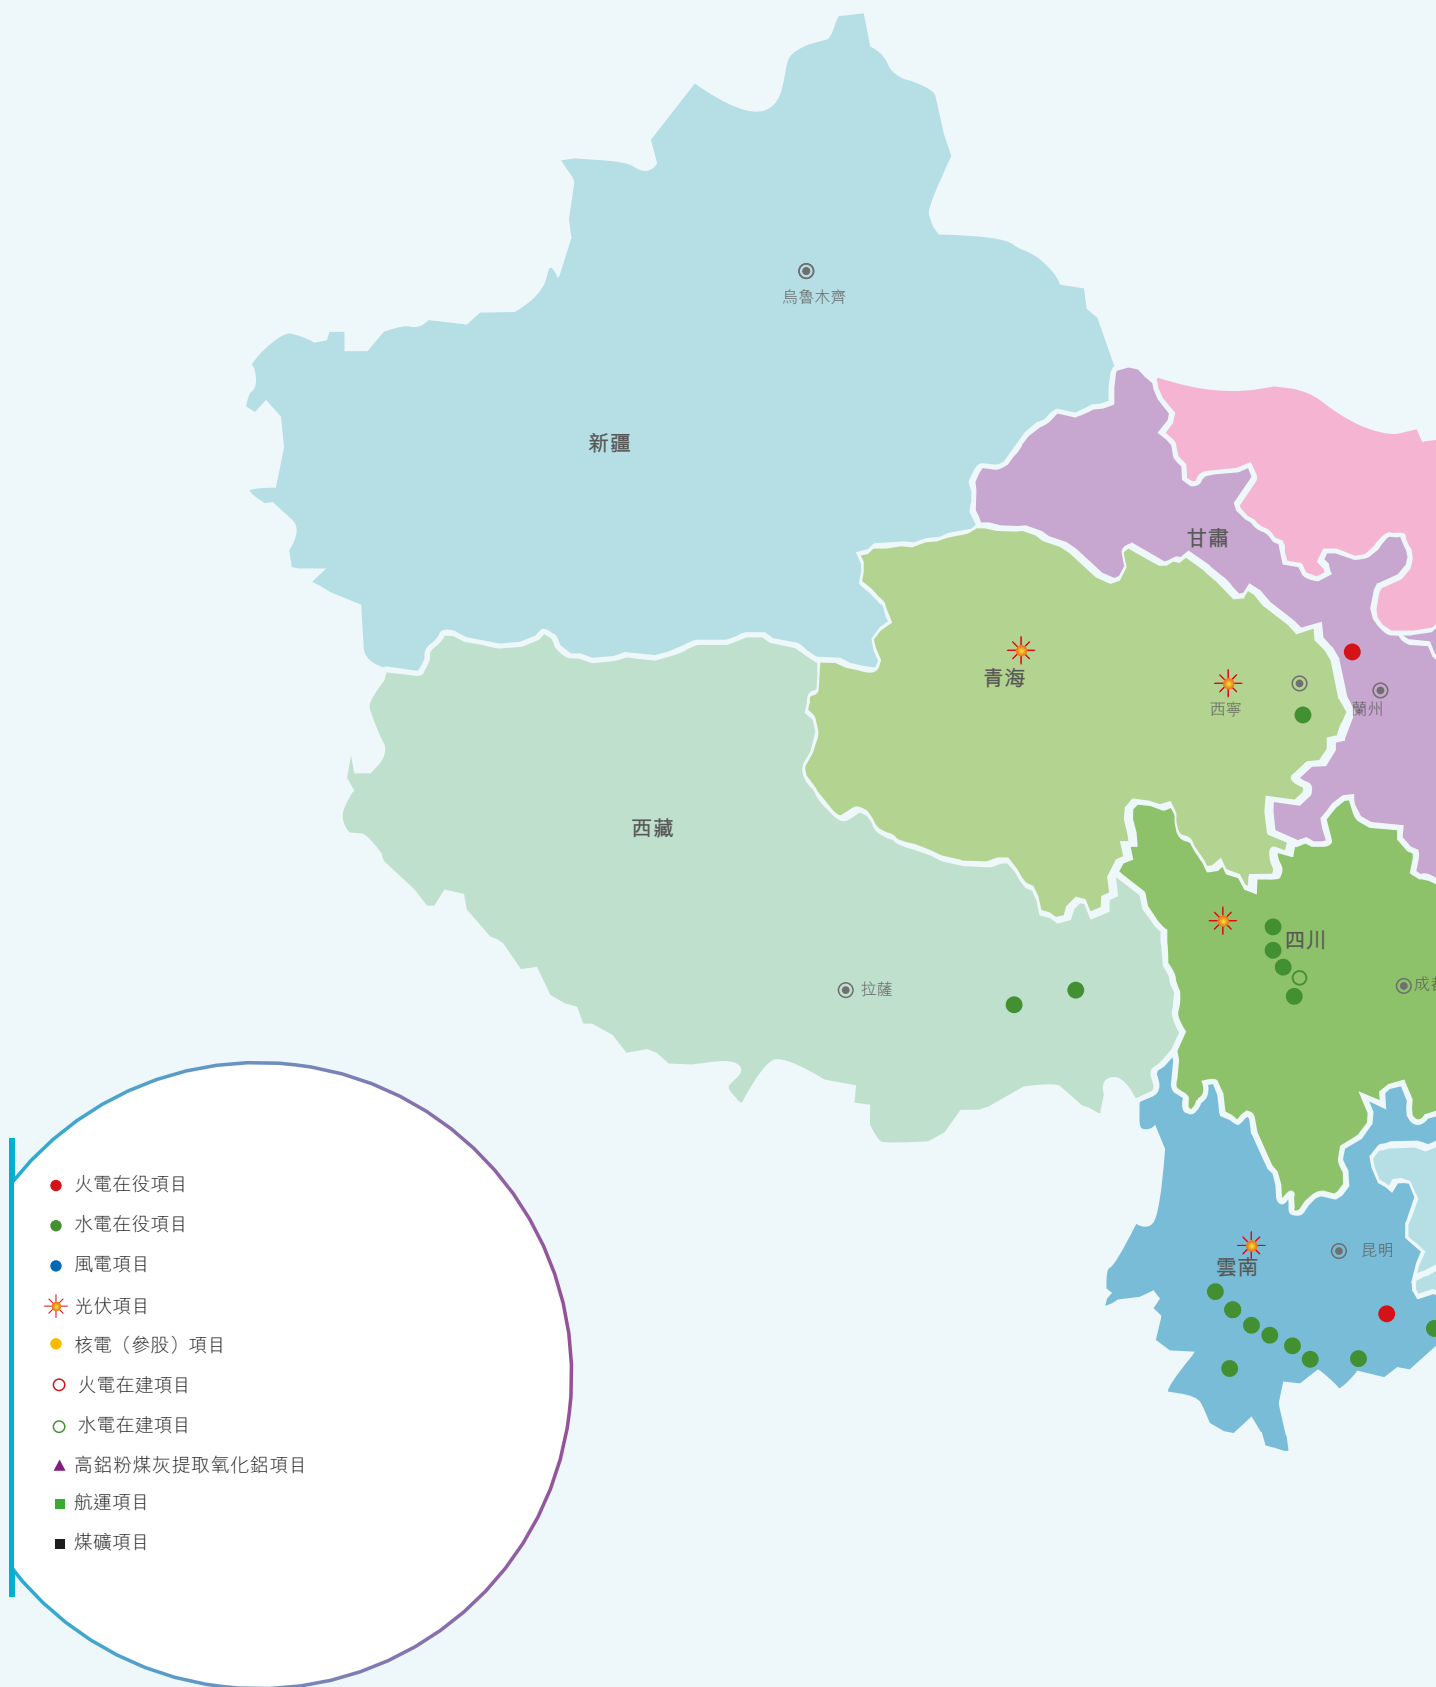 烏魯木齊
新疆
甘肅
青海
西寧
蘭州
西藏
四川
拉薩
成都
雲南
昆明
火電在役項目
水電在役項目
風電項目
光伏項目
核電（參股）項目
火電在建項目
水電在建項目
高鋁粉煤灰提取氧化鋁項目
航運項目
煤礦項目